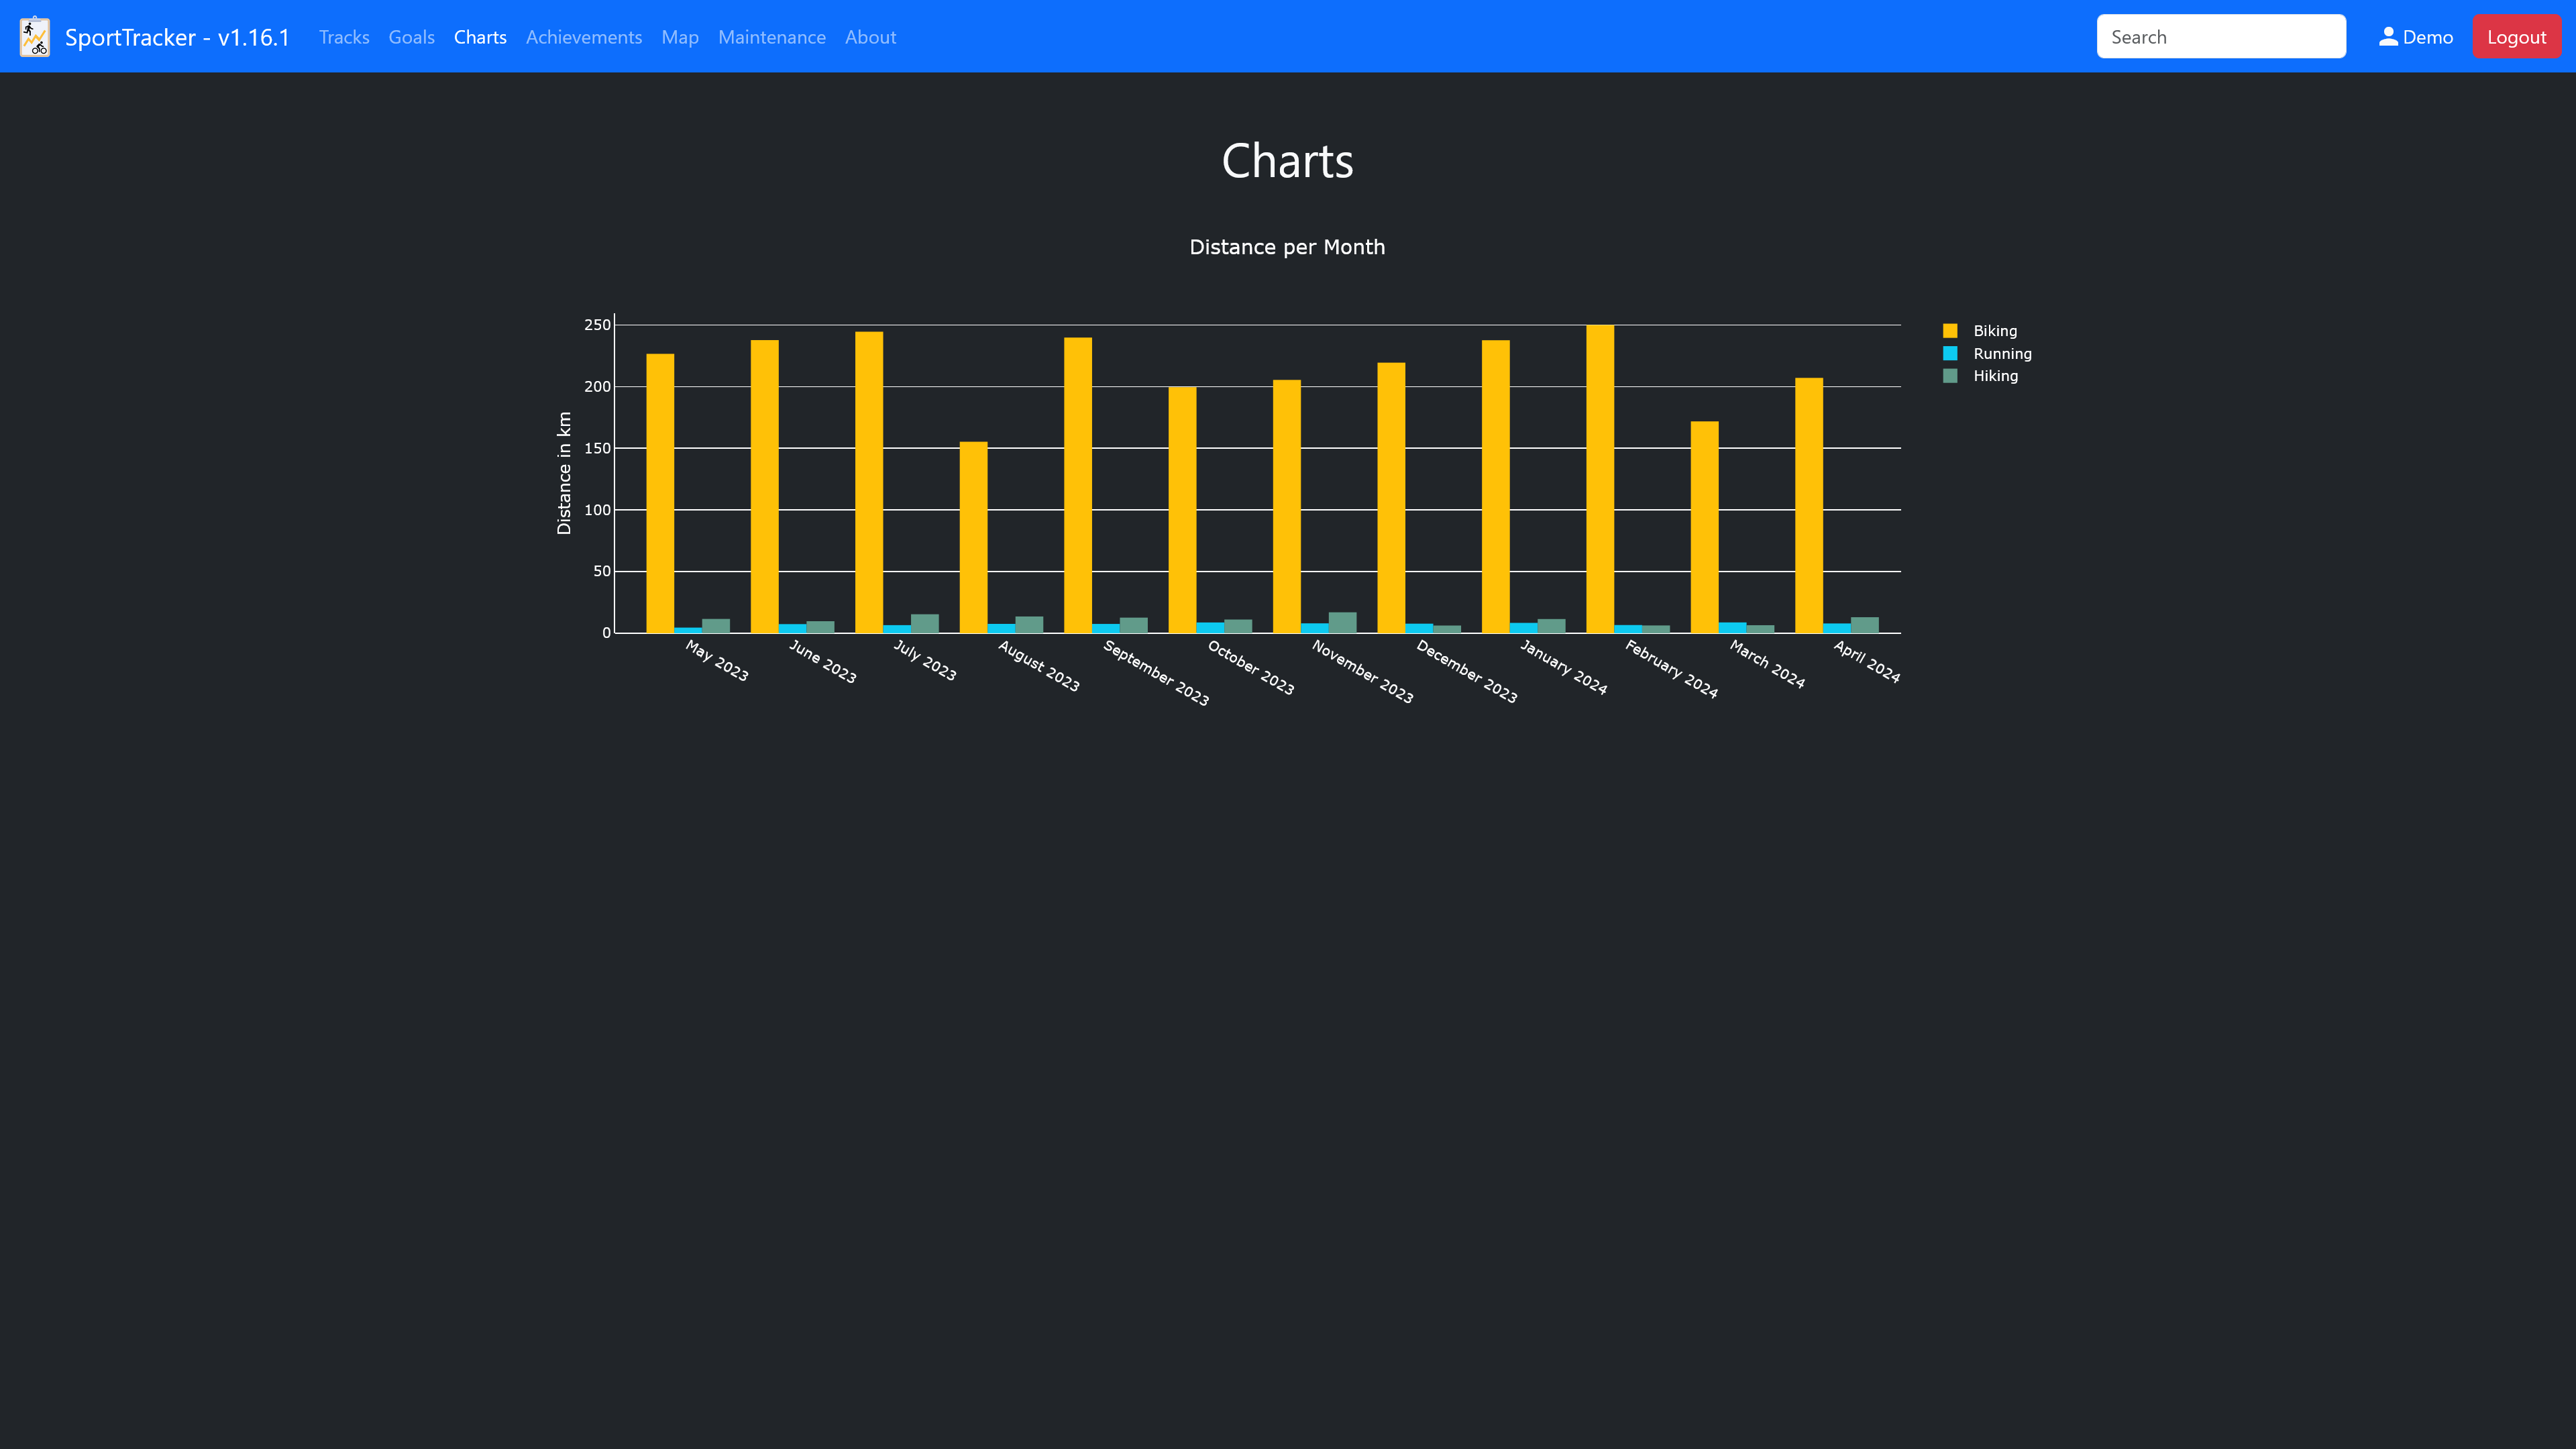 SportTracker - v1.16.1 Tracks Goals Charts Achievements Map Maintenance About Search Demo Logout
Charts
Distance per Month
Distance in km
250
200
150
100
50
0
May 2023
June 2023
July 2023
August 2023
September 2023
October 2023
November 2023
December 2023
January 2024
February 2024
March 2024
April 2024
Biking
Running
Hiking